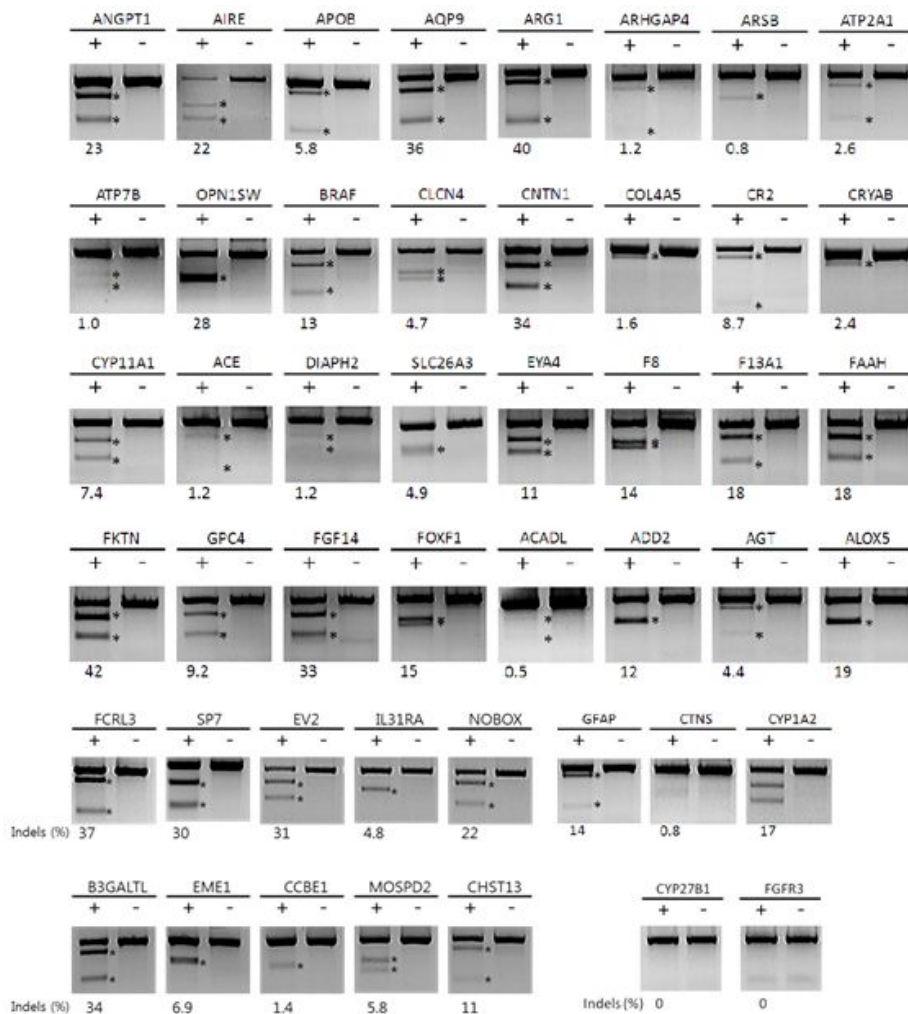 ANGPT1 AIRE APOB AQP9 ARG1 ARHGAP4 ARSB ATP2A1
+ - + - + - + - + - + - + - + -
* * * * * * * * * * * * * * *
23 22 5.8 36 40 1.2 0.8 2.6
ATP7B OPN1SW BRAF CLCN4 CNTN1 COL4A5 CR2 CRYAB
+ - + - + - + - + - + - + - + -
* * * * * * * * * * * * *
1.0 28 13 4.7 34 1.6 8.7 2.4
CYP11A1 ACE DIAPH2 SLC26A3 EYA4 F8 F13A1 FAAH
+ - + - + - + - + - + - + - + -
* * * * * * * * * * * * * * *
7.4 1.2 1.2 4.9 11 14 18 18
FKTN GPC4 FGF14 FOXF1 ACADL ADD2 AGT ALOX5
+ - + - + - + - + - + - + - + -
* * * * * * * * * * * * * *
42 9.2 33 15 0.5 12 4.4 19
FCRL3 SP7 EV2 IL31RA NOBOX GFAP CTNS CYP1A2
+ - + - + - + - + - + - + - + -
* * * * * * * * * * *
Indels (%) 37 30 31 4.8 22 14 0.8 17
B3GALTL EME1 CCBE1 MOSPD2 CHST13 CYP27B1 FGFR3
+ - + - + - + - + - + - + -
* * * * * * * *
Indels (%) 34 6.9 1.4 5.8 11 Indels (%) 0 0